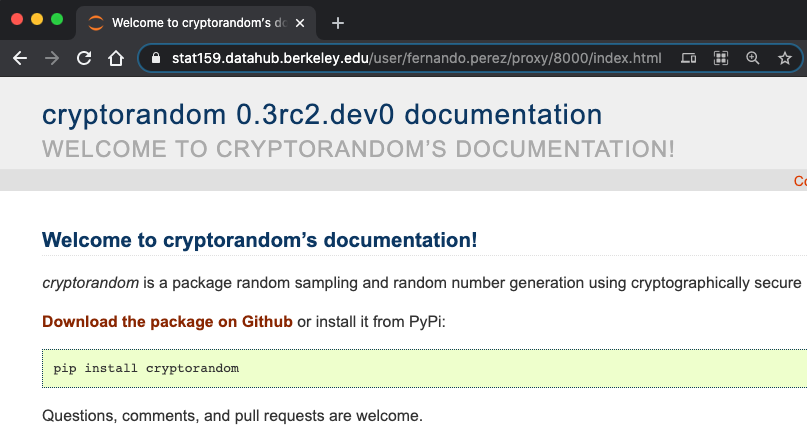 Welcome to cryptorandom's do
stat159.datahub.berkeley.edu/user/fernando.perez/proxy/8000/index.html
cryptorandom 0.3rc2.dev0 documentation
WELCOME TO CRYPTORANDOM'S DOCUMENTATION!
Co
Welcome to cryptorandom's documentation!
cryptorandom is a package random sampling and random number generation using cryptographically secure
Download the package on Github or install it from PyPi:
pip install cryptorandom
Questions, comments, and pull requests are welcome.